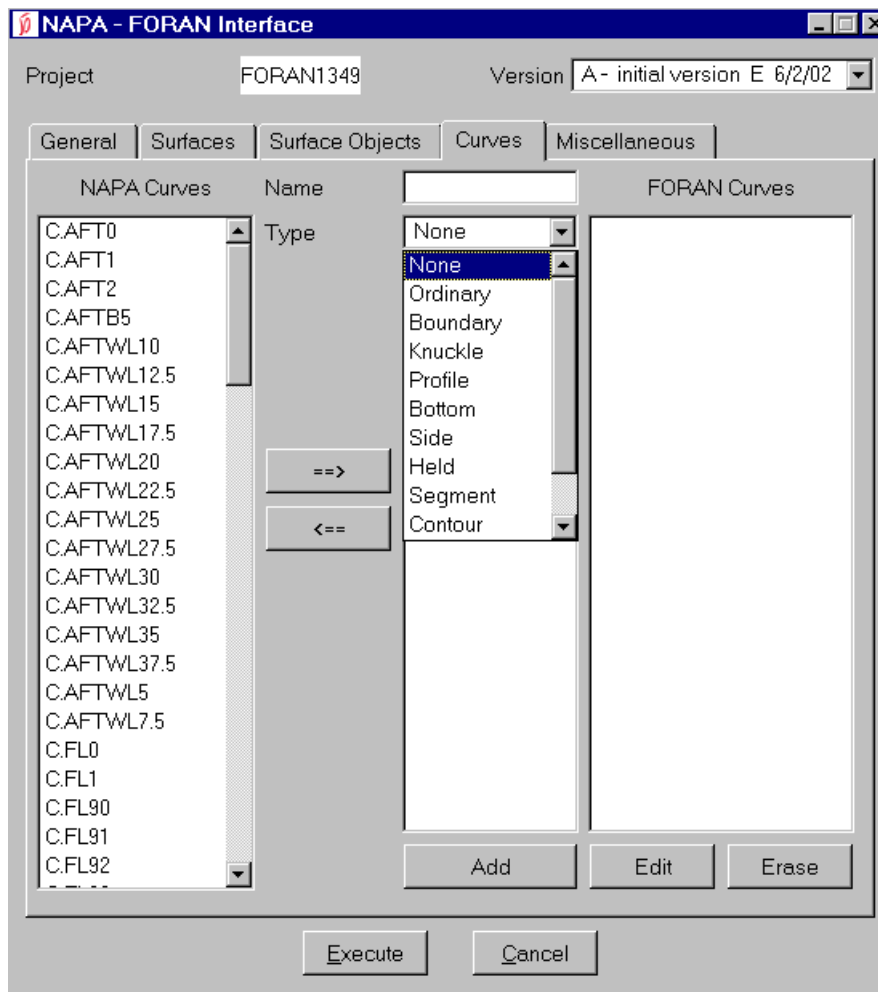 NAPA - FORAN Interface
Project FORAN1349 Version A - initial version E 6/2/02
General Surfaces Surface Objects Curves Miscellaneous
NAPA Curves
C.AFT0
C.AFT1
C.AFT2
C.AFTB5
C.AFTWL10
C.AFTWL12.5
C.AFTWL15
C.AFTWL17.5
C.AFTWL20
C.AFTWL22.5
C.AFTWL25
C.AFTWL27.5
C.AFTWL30
C.AFTWL32.5
C.AFTWL35
C.AFTWL37.5
C.AFTWL5
C.AFTWL7.5
C.FL0
C.FL1
C.FL90
C.FL91
C.FL92
Name
Type None
None
Ordinary
Boundary
Knuckle
Profile
Bottom
Side
Held
Segment
Contour
==>
<==
FORAN Curves
Add Edit Erase
Execute Cancel